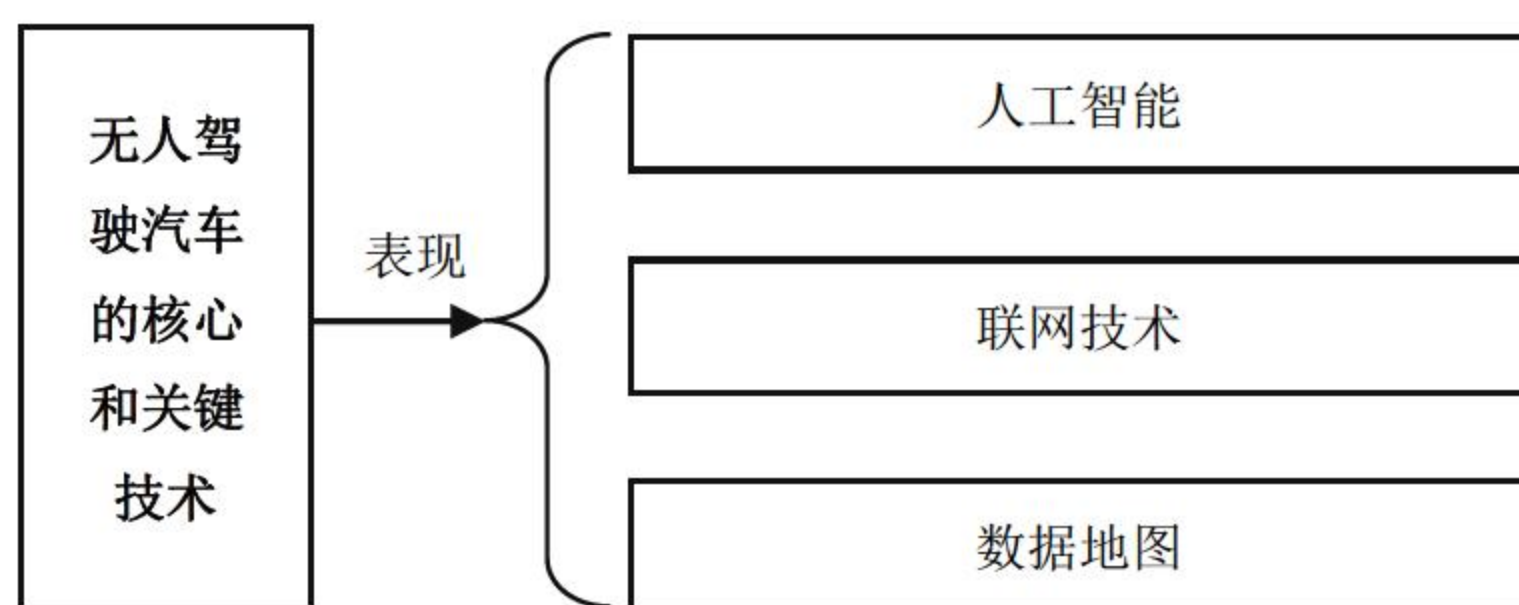 无人驾
驶汽车
的核心
和关键
技术
表现
人工智能
联网技术
数据地图